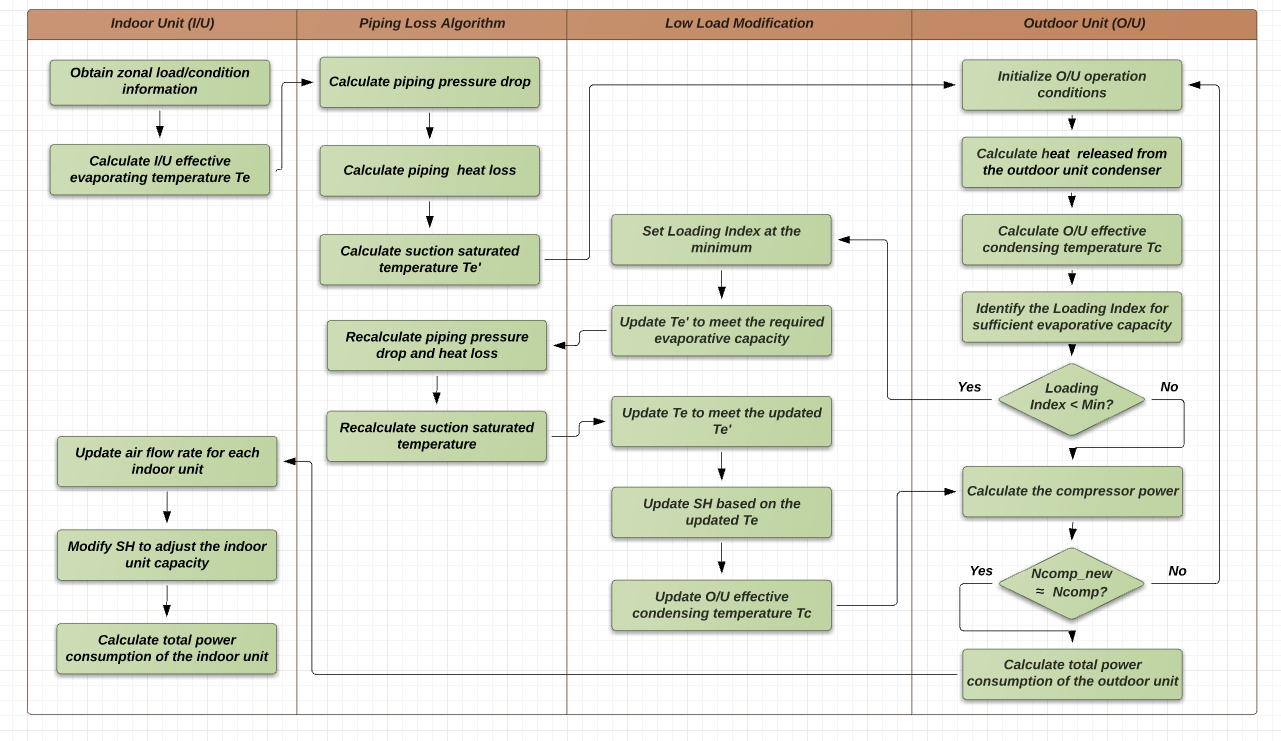 Indoor Unit (I/U)
Piping Loss Algorithm
Low Load Modification
Outdoor Unit (O/U)
Obtain zonal load/condition
information
Calculate I/U effective
evaporating temperature Te
Update air flow rate for each
indoor unit
Modify SH to adjust the indoor
unit capacity
Calculate total power
consumption of the indoor unit
Calculate piping pressure drop
Calculate piping  heat loss
Calculate suction saturated
temperature Te'
Recalculate piping pressure
drop and heat loss
Recalculate suction saturated
temperature
Set Loading Index at the
minimum
Update Te' to meet the required
evaporative capacity
Update Te to meet the updated
Te'
Update SH based on the
updated Te
Update O/U effective
condensing temperature Tc
Initialize O/U operation
conditions
Calculate heat  released from
the outdoor unit condenser
Calculate O/U effective
condensing temperature Tc
Identify the Loading Index for
sufficient evaporative capacity
Yes
Loading
Index < Min?
No
Calculate the compressor power
Yes
Ncomp_new
≈  Ncomp?
No
Calculate total power
consumption of the outdoor unit